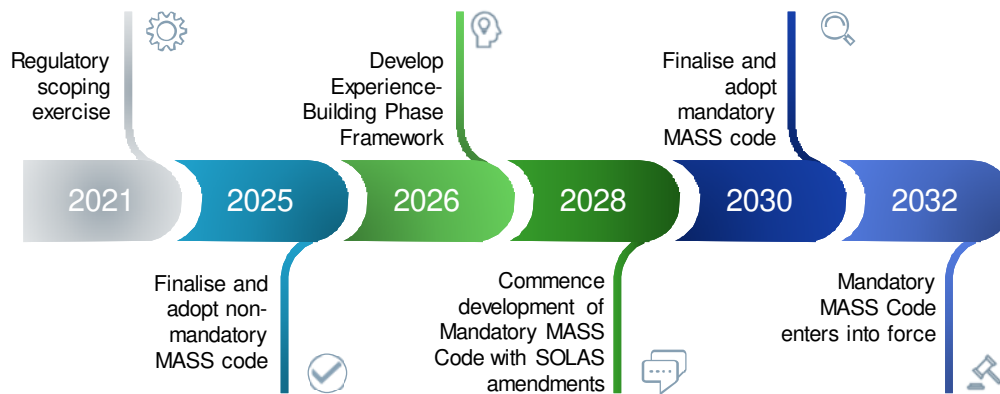 Regulatory
scoping
exercise
Develop
Experience-
Building Phase
Framework
Finalise and
adopt
mandatory
MASS code
2021
2025
2026
2028
2030
2032
Finalise and
adopt non-
mandatory
MASS code
Commence
development of
Mandatory MASS
Code with SOLAS
amendments
Mandatory
MASS Code
enters into force